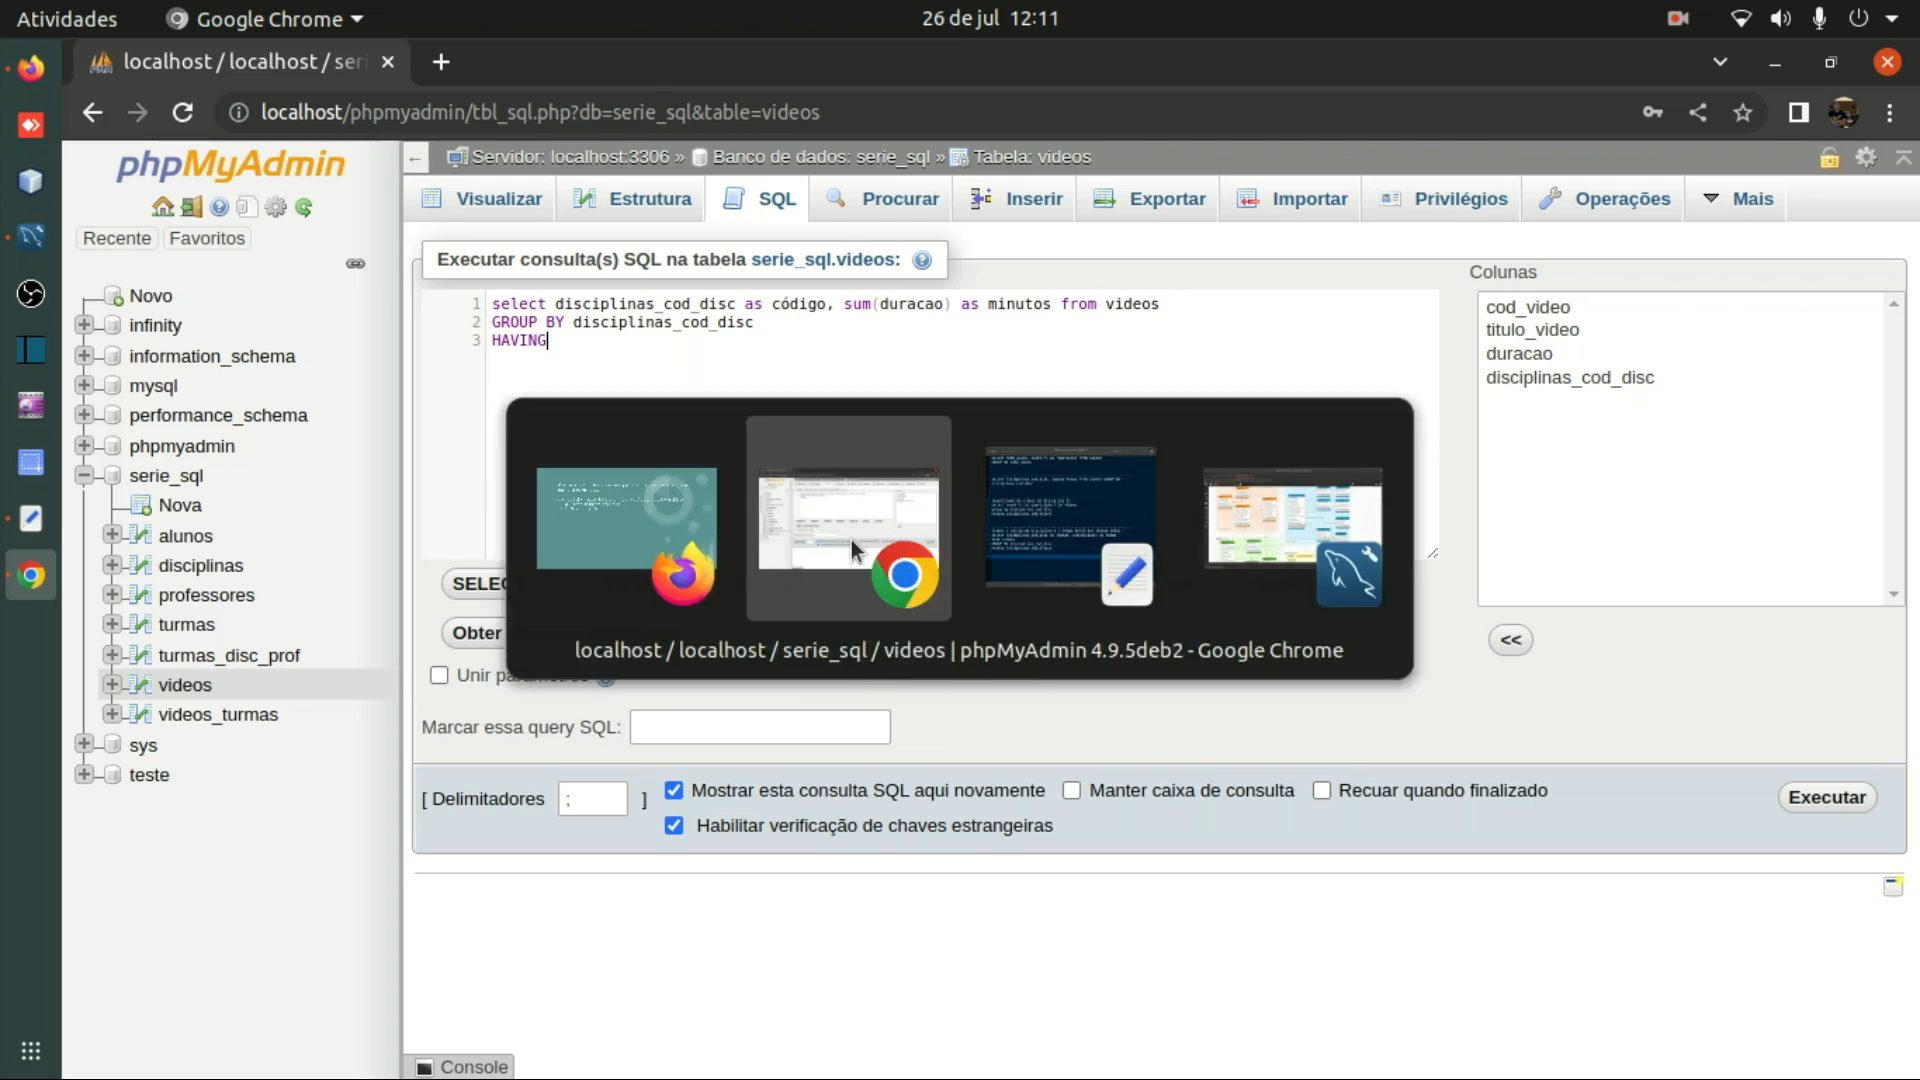 Atividades
Google Chrome
26 de jul 12:11
localhost / localhost / seri
localhost/phpmyadmin/tbl_sql.php?db=serie_sql&table=videos
phpMyAdmin
Servidor: localhost:3306 » Banco de dados: serie_sql » Tabela: videos
Visualizar
Estrutura
SQL
Procurar
Inserir
Exportar
Importar
Privilégios
Operações
Mais
Recente
Favoritos
Novo
infinity
information_schema
mysql
performance_schema
phpmyadmin
serie_sql
Nova
alunos
disciplinas
professores
turmas
turmas_disc_prof
videos
videos_turmas
sys
teste
Executar consulta(s) SQL na tabela serie_sql.videos:
1 select disciplinas_cod_disc as código, sum(duracao) as minutos from videos
2 GROUP BY disciplinas_cod_disc
3 HAVING
Colunas
cod_video
titulo_video
duracao
disciplinas_cod_disc
<<
SELEC
Obter
localhost / localhost / serie_sql / videos | phpMyAdmin 4.9.5deb2 - Google Chrome
Unir
Marcar essa query SQL:
[ Delimitadores ; ]
Mostrar esta consulta SQL aqui novamente
Manter caixa de consulta
Recuar quando finalizado
Habilitar verificação de chaves estrangeiras
Executar
Console